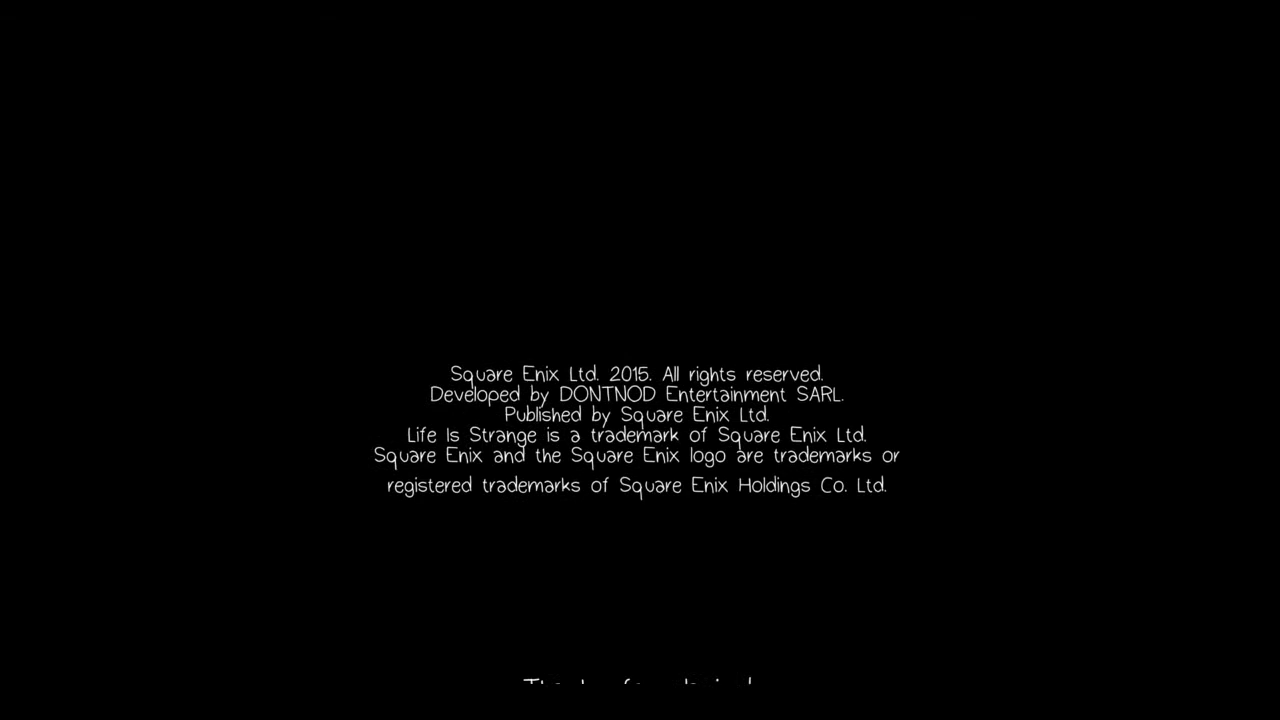 Square Enix Ltd. 2015. All rights reserved.
Developed by DONTNOD Entertainment SARL.
Published by Square Enix Ltd.
Life Is Strange is a trademark of Square Enix Ltd.
Square Enix and the Square Enix logo are trademarks or
registered trademarks of Square Enix Holdings Co. Ltd.